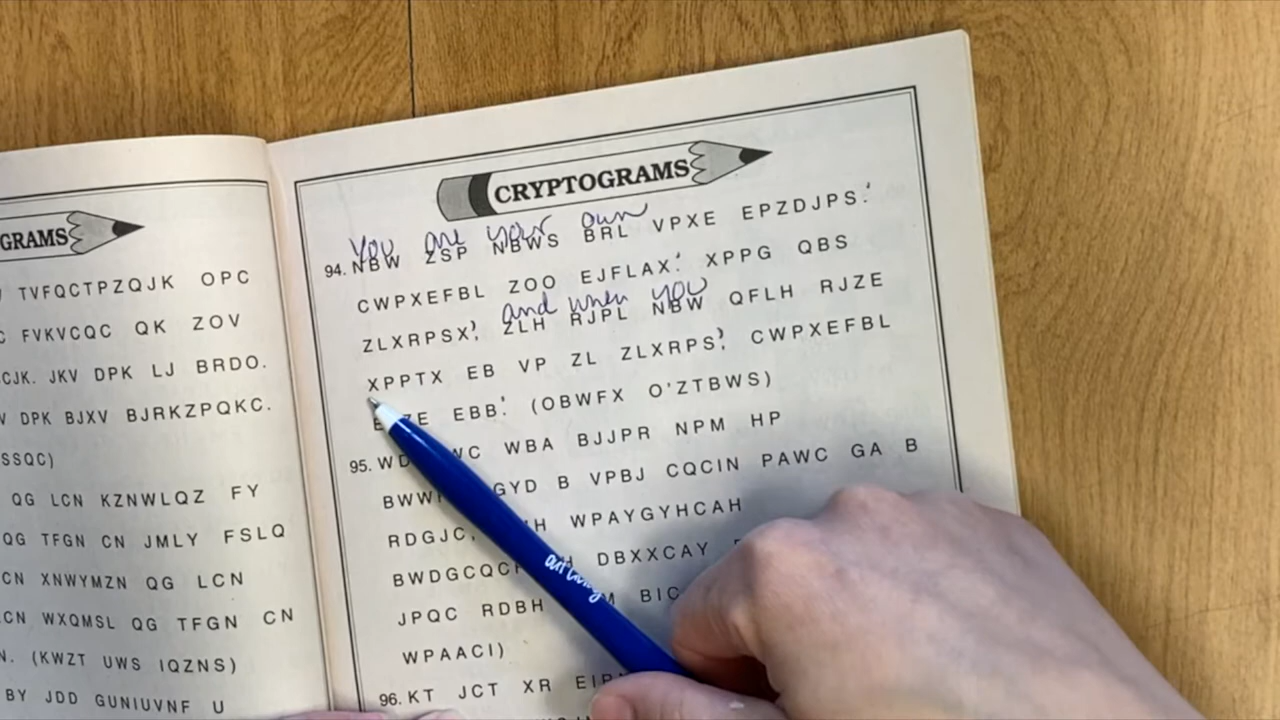 GRAMS
TVFQCTPZQJK OPC
FVKVCQC QK ZOV
CJK. JKV DPK LJ BRDO.
DPK BJXV BJRKZPQKC.
SSQC)
QG LCN KZNWLQZ FY
QG TFGN CN JMLY FSLQ
CN XNWYMZN QG LCN
CN WXQMSL QG TFGN CN
N. (KWZT UWS IQZNS)
BY JDD GUNIUVNF U
CRYPTOGRAMS
You are your own
94. NBW ZSP NBWS BRL VPXE EPZDJPS.'
CWPXEFBL ZOO EJFLAX.' XPPG QBS
and when you
ZLXRPSX,' ZLH RJPL NBW QFLH RJZE
XPPTX EB VP ZL ZLXRPS,' CWPXEFBL
ZE EBB.' (OBWFX O'ZTBWS)
95. WC WBA BJJPR NPM HP
GYD B VPBJ CQCIN PAWC GA B
RDGJC, WPAYGYHCAH
BWDGCQC DBXXCAY
JPQC RDBH BIC
WPAACI)
96. KT JCT XR
art living